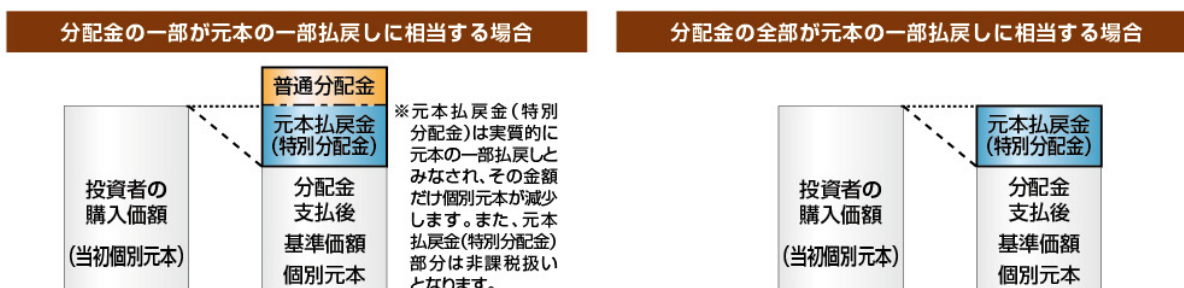 分配金の一部が元本の一部払戻しに相当する場合
普通分配金
元本払戻金
(特別分配金)
投資者の
購入価額
(当初個別元本)
分配金
支払後
基準価額
個別元本
※元本払戻金(特別
分配金)は実質的に
元本の一部払戻しと
みなされ、その金額
だけ個別元本が減少
します。また、元本
払戻金(特別分配金)
部分は非課税扱い
となります。
分配金の全部が元本の一部払戻しに相当する場合
元本払戻金
(特別分配金)
投資者の
購入価額
(当初個別元本)
分配金
支払後
基準価額
個別元本